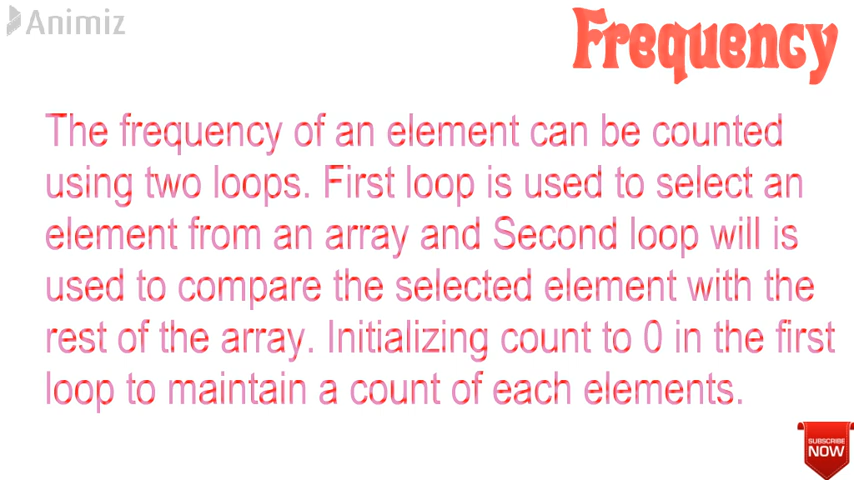 Animiz
Frequency
The frequency of an element can be counted
using two loops. First loop is used to select an
element from an array and Second loop will is
used to compare the selected element with the
rest of the array. Initializing count to 0 in the first
loop to maintain a count of each elements.
SUBSCRIBE
NOW